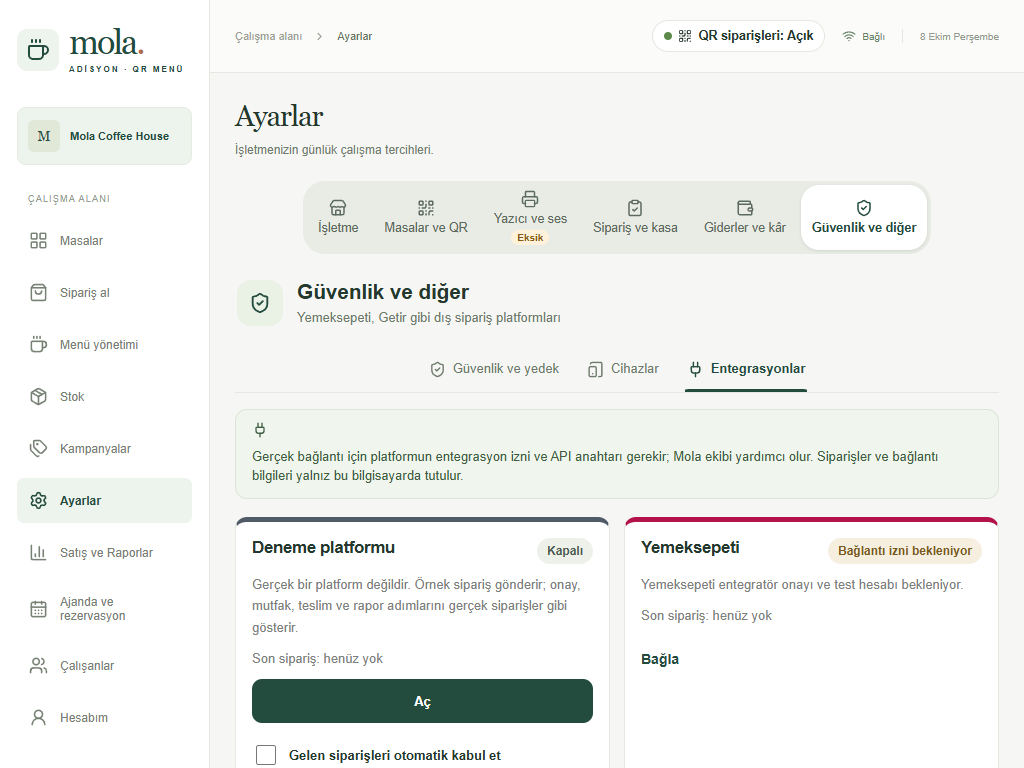 mola.
ADİSYON · QR MENÜ
M
Mola Coffee House
ÇALIŞMA ALANI
Masalar
Sipariş al
Menü yönetimi
Stok
Kampanyalar
Ayarlar
Satış ve Raporlar
Ajanda ve
rezervasyon
Çalışanlar
Hesabım
Çalışma alanı
Ayarlar
QR siparişleri: Açık
Bağlı
8 Ekim Perşembe
Ayarlar
İşletmenizin günlük çalışma tercihleri.
İşletme
Masalar ve QR
Yazıcı ve ses
Eksik
Sipariş ve kasa
Giderler ve kâr
Güvenlik ve diğer
Güvenlik ve diğer
Yemeksepeti, Getir gibi dış sipariş platformları
Güvenlik ve yedek
Cihazlar
Entegrasyonlar
Gerçek bağlantı için platformun entegrasyon izni ve API anahtarı gerekir; Mola ekibi yardımcı olur. Siparişler ve bağlantı
bilgileri yalnız bu bilgisayarda tutulur.
Deneme platformu
Kapalı
Gerçek bir platform değildir. Örnek sipariş gönderir; onay,
mutfak, teslim ve rapor adımlarını gerçek siparişler gibi
gösterir.
Son sipariş: henüz yok
Aç
Gelen siparişleri otomatik kabul et
Yemeksepeti
Bağlantı izni bekleniyor
Yemeksepeti entegratör onayı ve test hesabı bekleniyor.
Son sipariş: henüz yok
Bağla